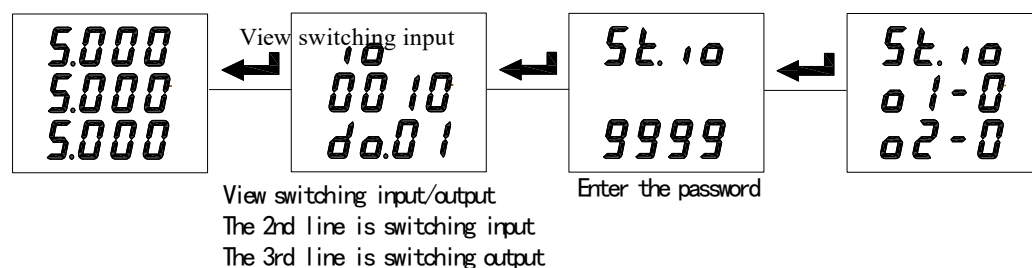 5.000
5.000
5.000
View switching input
io
0010
do.01
St. io
9999
St. io
o1-0
o2-0
View switching input/output
The 2nd line is switching input
The 3rd line is switching output
Enter the password